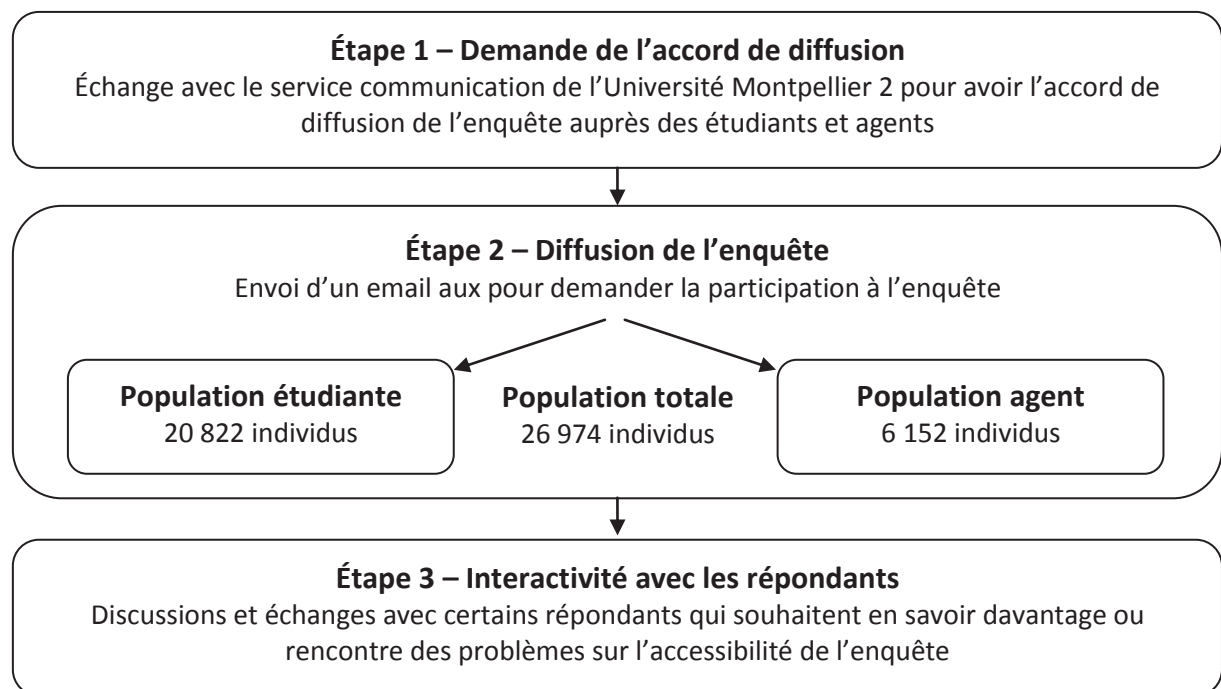 Étape 1 – Demande de l’accord de diffusion
Échange avec le service communication de l’Université Montpellier 2 pour avoir l’accord de
diffusion de l’enquête auprès des étudiants et agents
Étape 2 – Diffusion de l’enquête
Envoi d’un email aux pour demander la participation à l’enquête
Population étudiante
20 822 individus
Population totale
26 974 individus
Population agent
6 152 individus
Étape 3 – Interactivité avec les répondants
Discussions et échanges avec certains répondants qui souhaitent en savoir davantage ou
rencontre des problèmes sur l’accessibilité de l’enquête